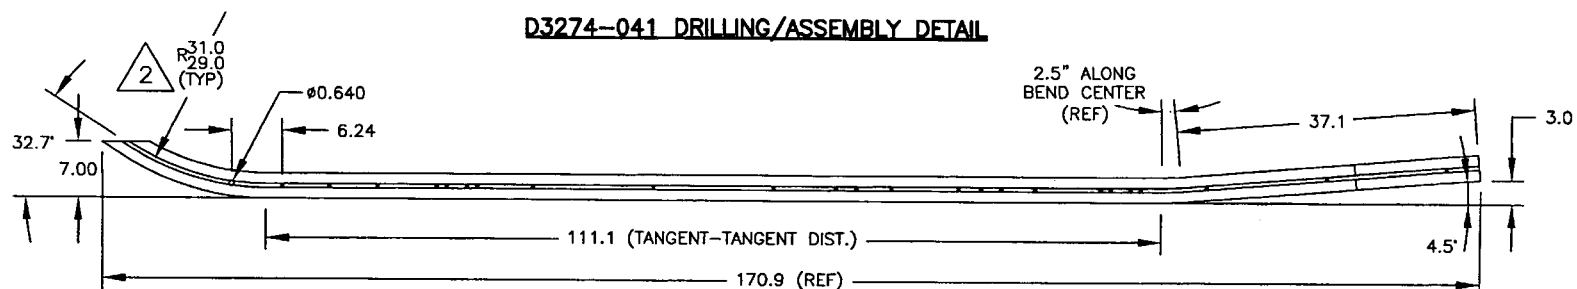 D3274-041 DRILLING/ASSEMBLY DETAIL
2
R31.0
29.0
(TYP)
ø0.640
6.24
2.5" ALONG
BEND CENTER
(REF)
37.1
3.0
32.7°
7.00
111.1 (TANGENT-TANGENT DIST.)
4.5°
170.9 (REF)